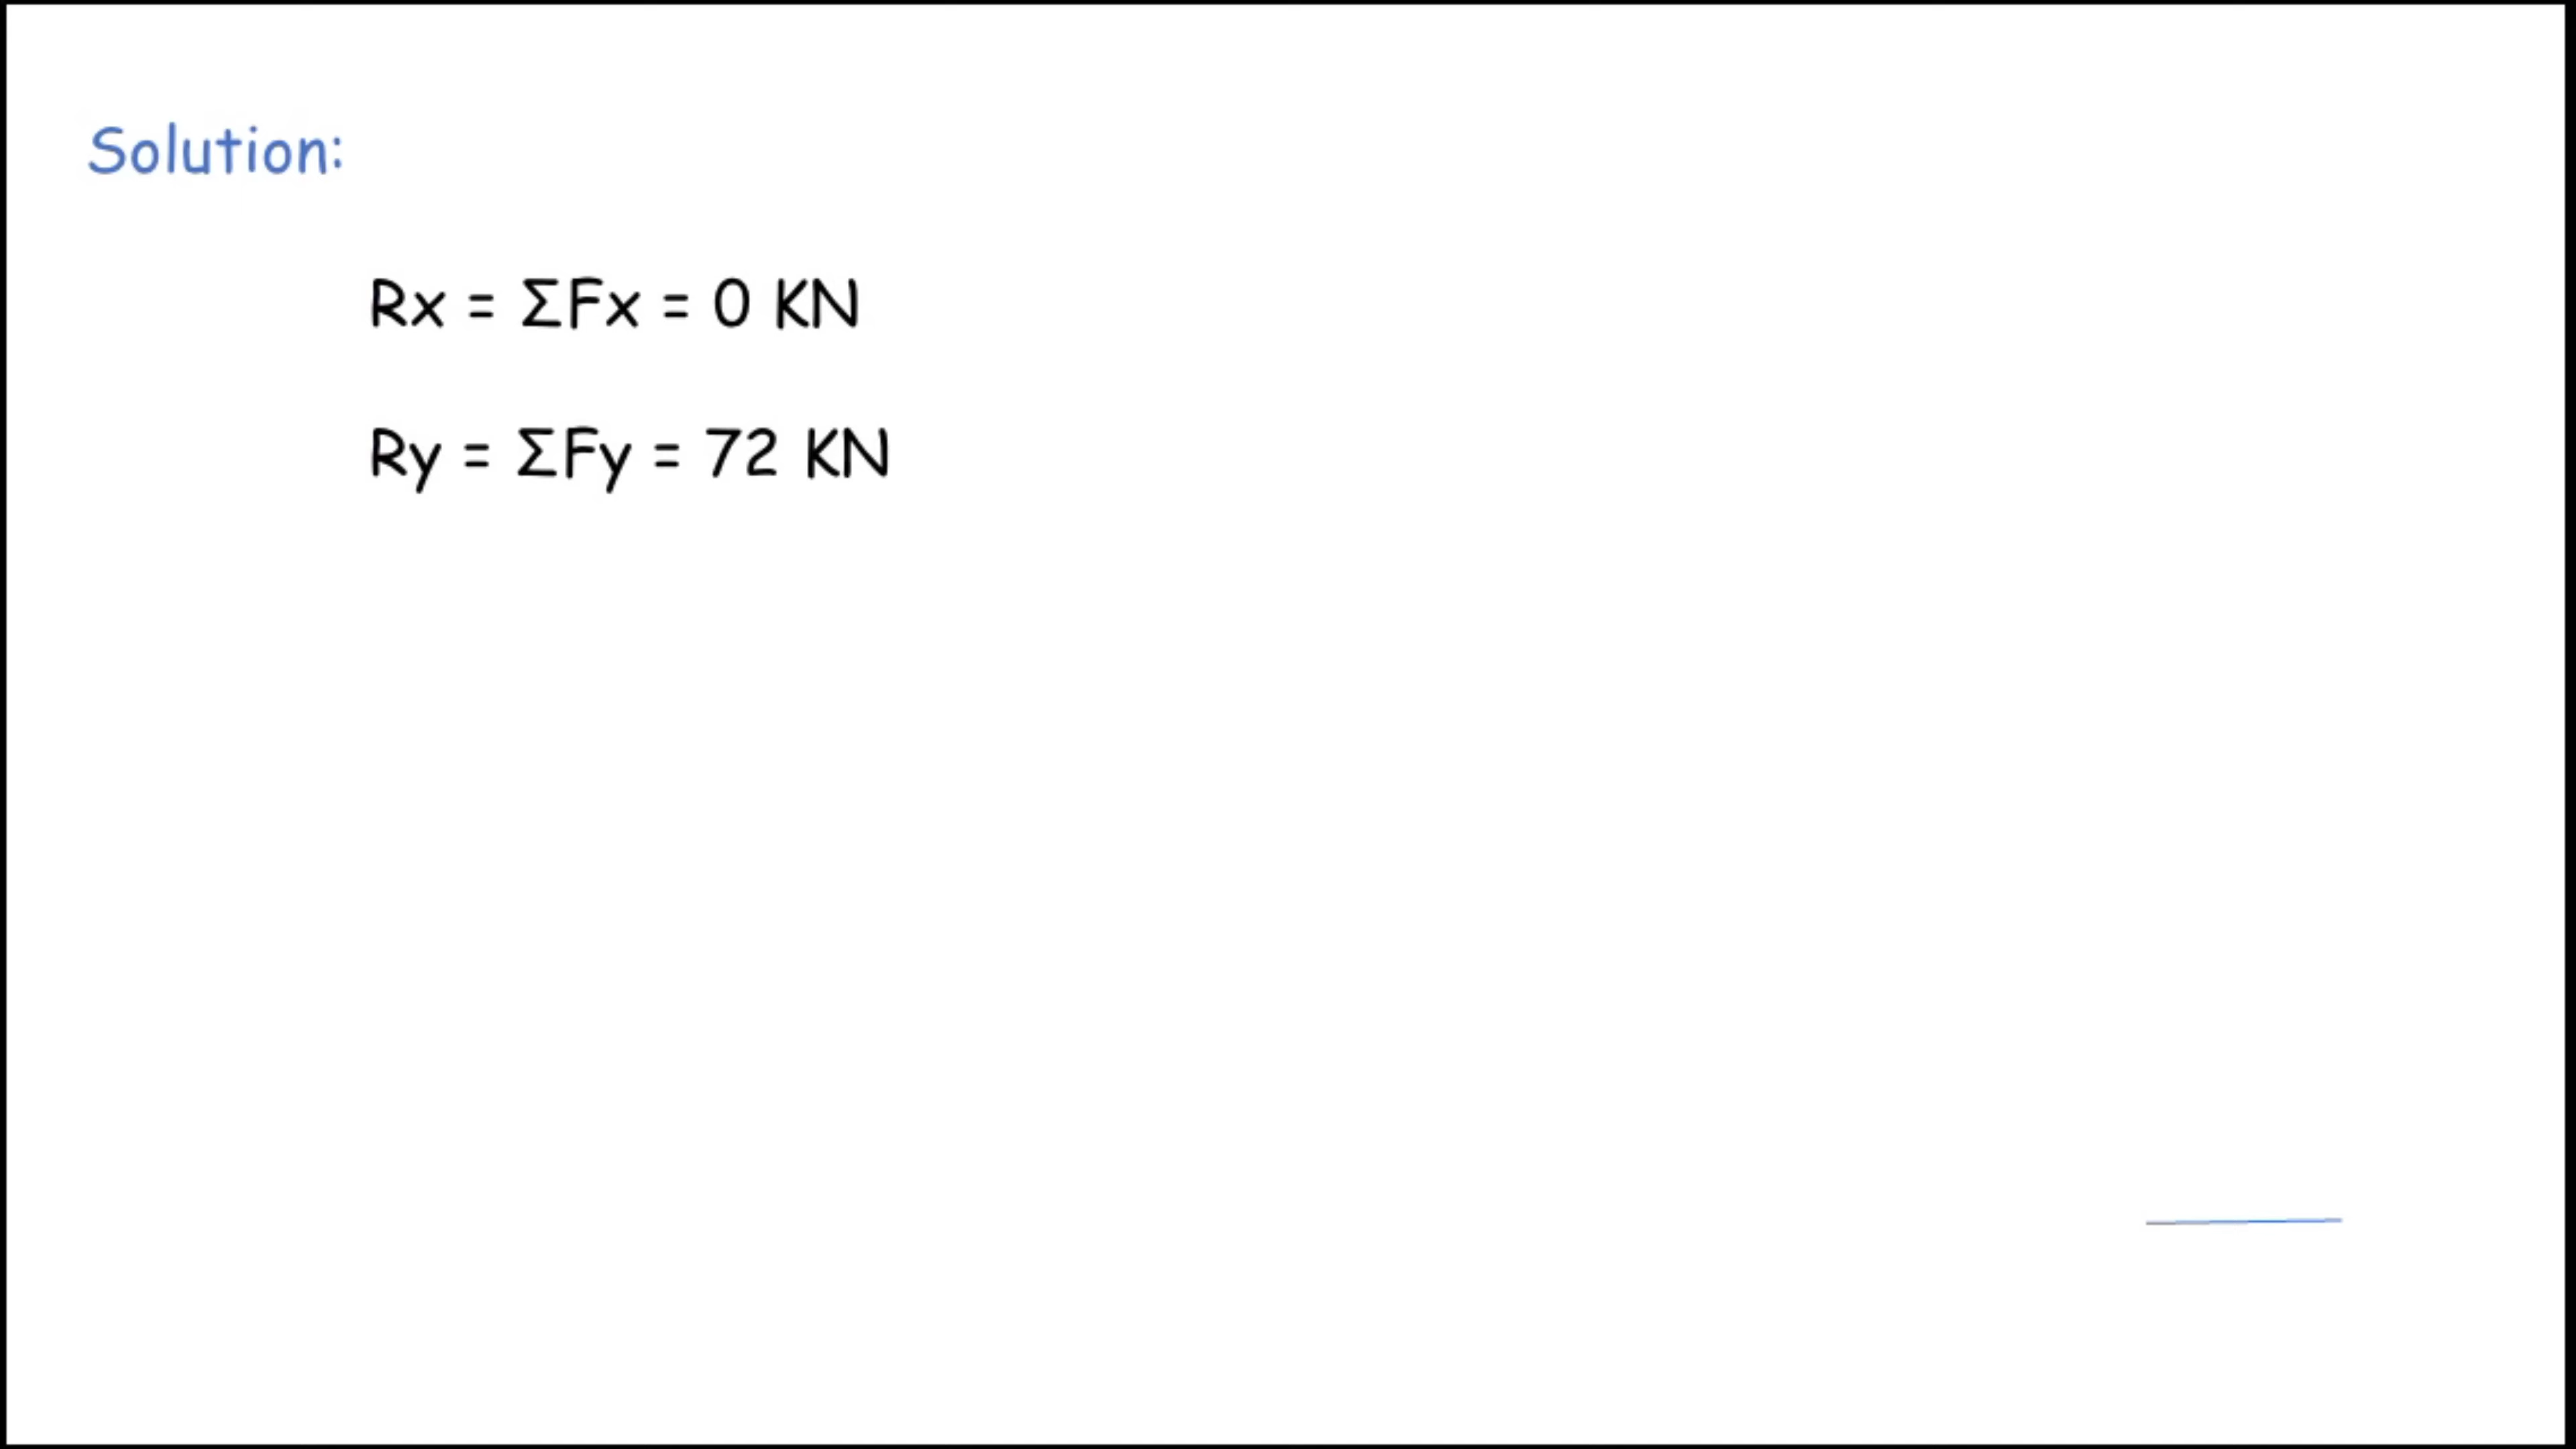 Solution:
Rx = ΣFx = 0 KN
Ry = ΣFy = 72 KN